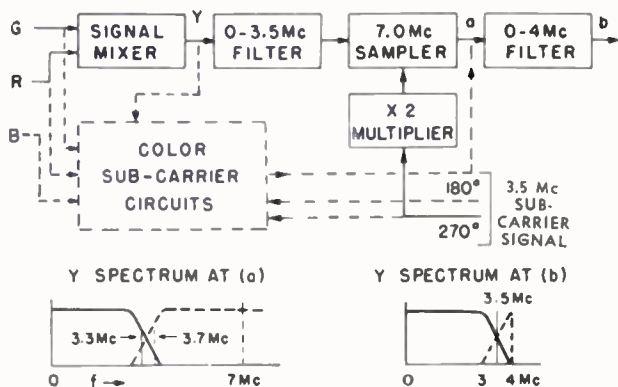 G
R
B
SIGNAL
MIXER
Y
0-3.5Mc
FILTER
7.0Mc
SAMPLER
a
0-4Mc
FILTER
b
X 2
MULTIPLIER
COLOR
SUB-CARRIER
CIRCUITS
180°
270°
3.5 Mc
SUB-
CARRIER
SIGNAL
Y SPECTRUM AT (a)
3.3Mc
3.7Mc
0
f
7Mc
Y SPECTRUM AT (b)
3.5Mc
0
3
4Mc